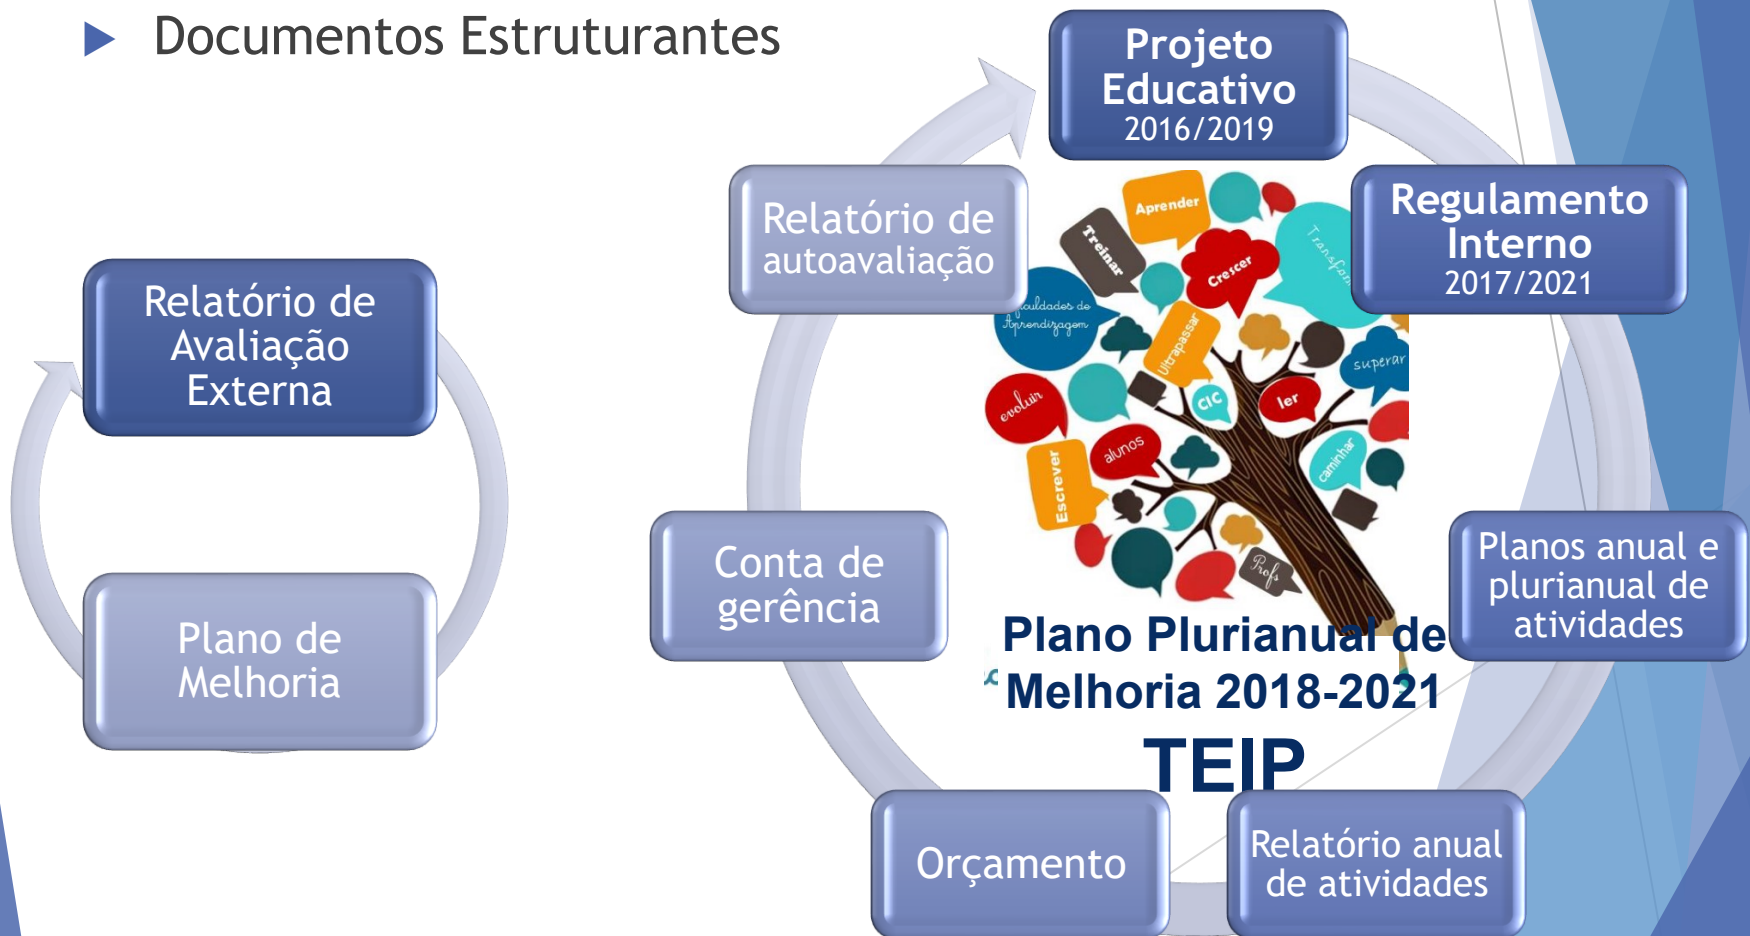 Documentos Estruturantes
Projeto
Educativo
2016/2019
Regulamento
Interno
2017/2021
Planos anual e
plurianual de
atividades
Relatório anual
de atividades
Orçamento
Conta de
gerência
Relatório de
autoavaliação
Relatório de
Avaliação
Externa
Plano de
Melhoria
Aprender
Treinar
Crescer
culdades de
Aprendizagem
Ultrapassar
superar
evoluir
CIC
ler
alunos
caminhar
Escrever
Profs
Plano Plurianual de
Melhoria 2018-2021
TEIP